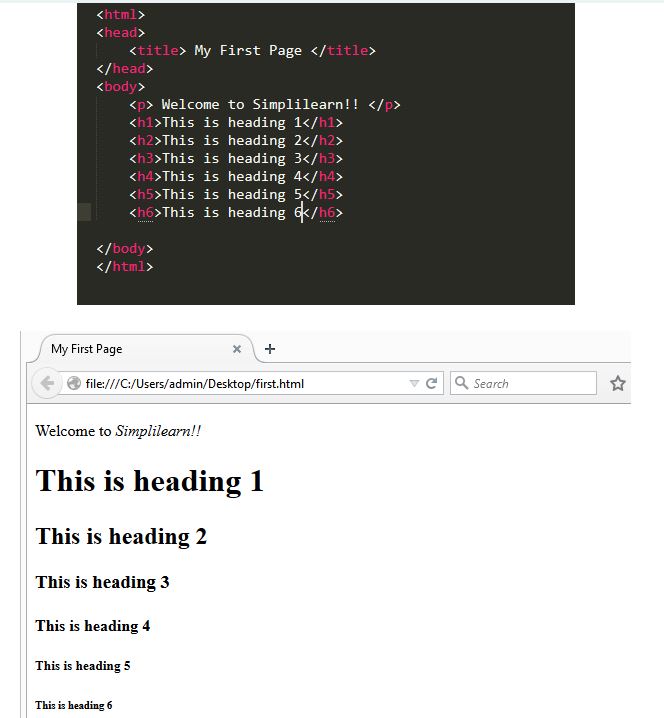 <html>
<head>
<title> My First Page </title>
</head>
<body>
<p> Welcome to Simplilearn!! </p>
<h1>This is heading 1</h1>
<h2>This is heading 2</h2>
<h3>This is heading 3</h3>
<h4>This is heading 4</h4>
<h5>This is heading 5</h5>
<h6>This is heading 6</h6>
</body>
</html>
My First Page × +
file:///C:/Users/admin/Desktop/first.html Search
Welcome to Simplilearn!!
This is heading 1
This is heading 2
This is heading 3
This is heading 4
This is heading 5
This is heading 6